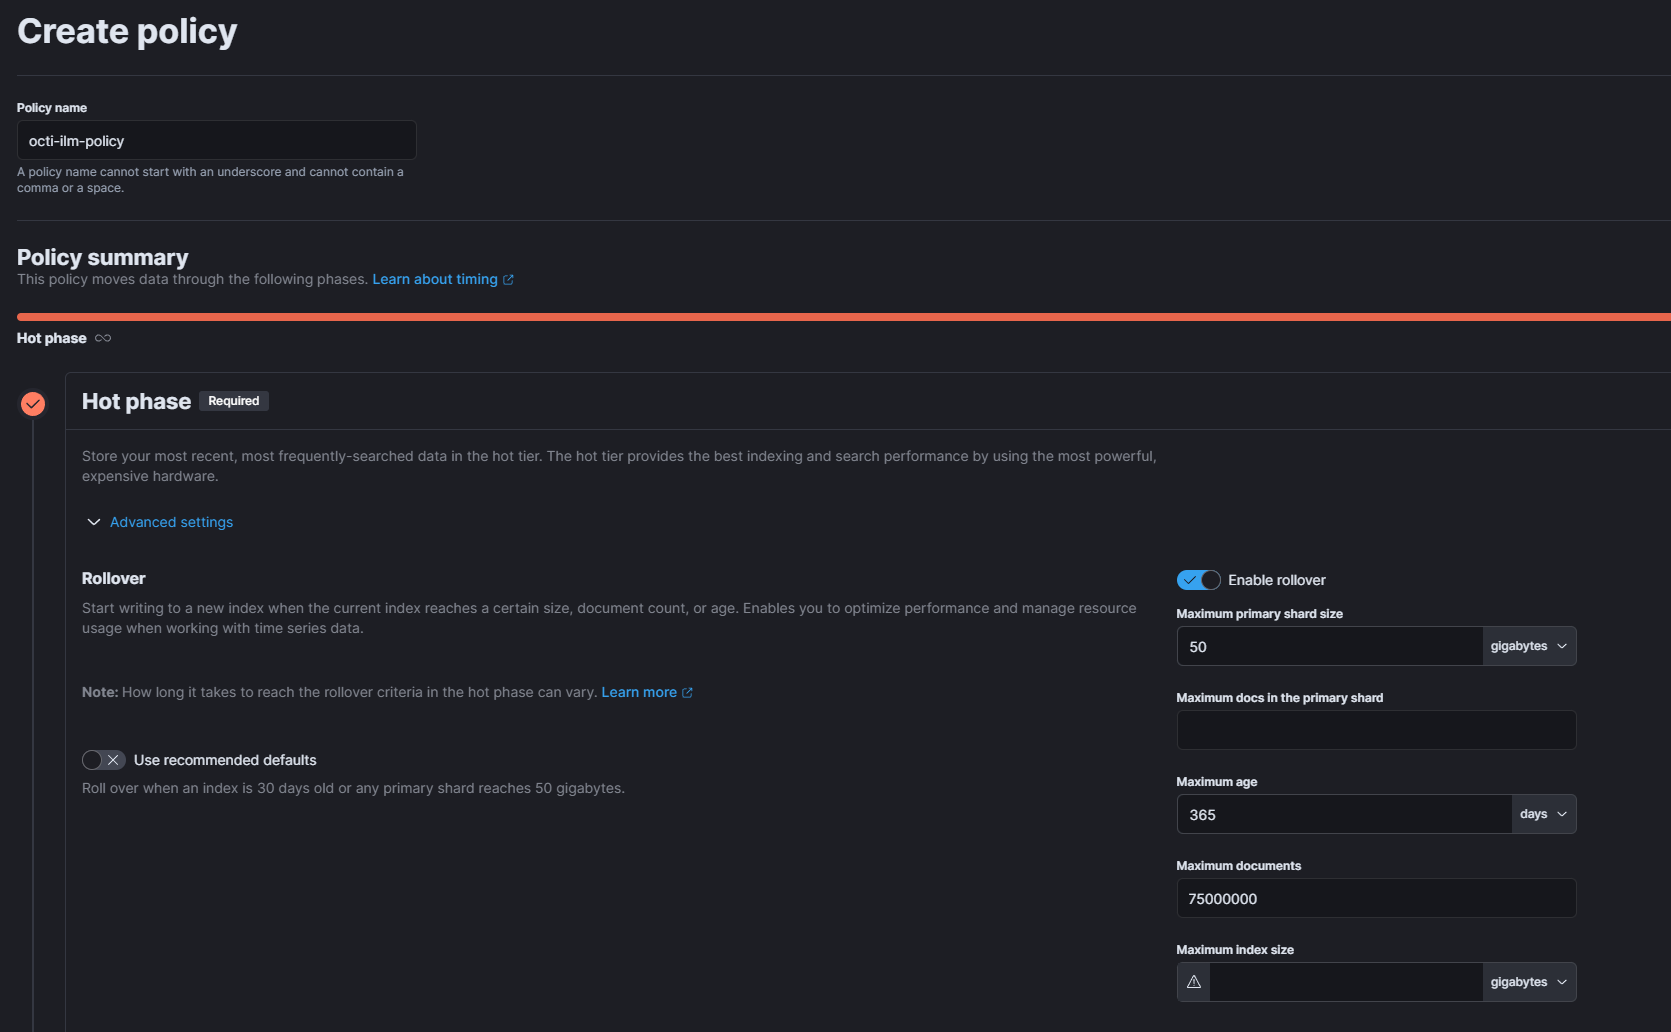 Create policy
Policy name
octi-ilm-policy
A policy name cannot start with an underscore and cannot contain a
comma or a space.
Policy summary
This policy moves data through the following phases. Learn about timing
Hot phase
Hot phase Required
Store your most recent, most frequently-searched data in the hot tier. The hot tier provides the best indexing and search performance by using the most powerful,
expensive hardware.
Advanced settings
Rollover
Start writing to a new index when the current index reaches a certain size, document count, or age. Enables you to optimize performance and manage resource
usage when working with time series data.
Note: How long it takes to reach the rollover criteria in the hot phase can vary. Learn more
Use recommended defaults
Roll over when an index is 30 days old or any primary shard reaches 50 gigabytes.
Enable rollover
Maximum primary shard size
50 gigabytes
Maximum docs in the primary shard
Maximum age
365 days
Maximum documents
75000000
Maximum index size
gigabytes